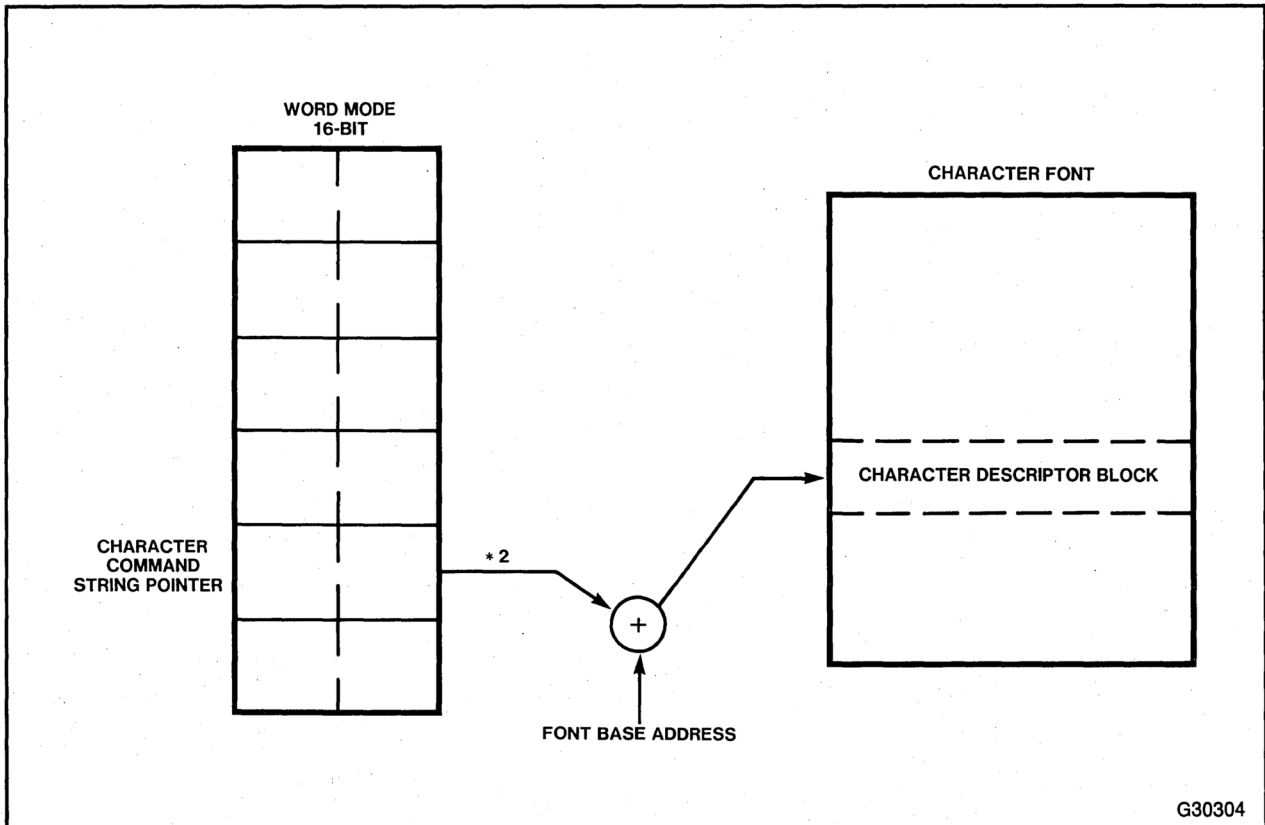 WORD MODE
16-BIT
CHARACTER FONT
CHARACTER DESCRIPTOR BLOCK
CHARACTER
COMMAND
STRING POINTER
* 2
+
FONT BASE ADDRESS
G30304